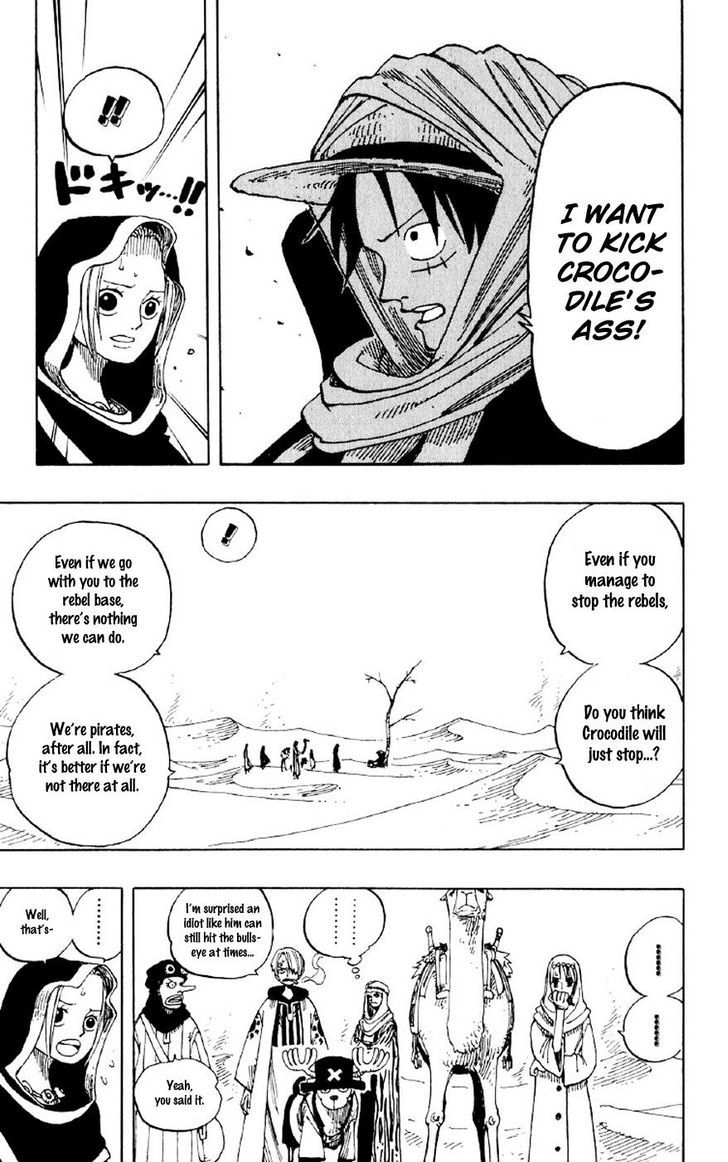 I WANT
TO KICK
CROCO-
DILE'S
ASS!
!!
ドキッ…!!
!
Even if you
manage to
stop the rebels,
Do you think
Crocodile will
just stop...?
Even if we go
with you to the
rebel base,
there's nothing
we can do.
We're pirates,
after all. In fact,
it's better if we're
not there at all.
......
......
......
I'm surprised an
idiot like him can
still hit the bulls-
eye at times...
Yeah,
you said it.
......
Well,
that's-